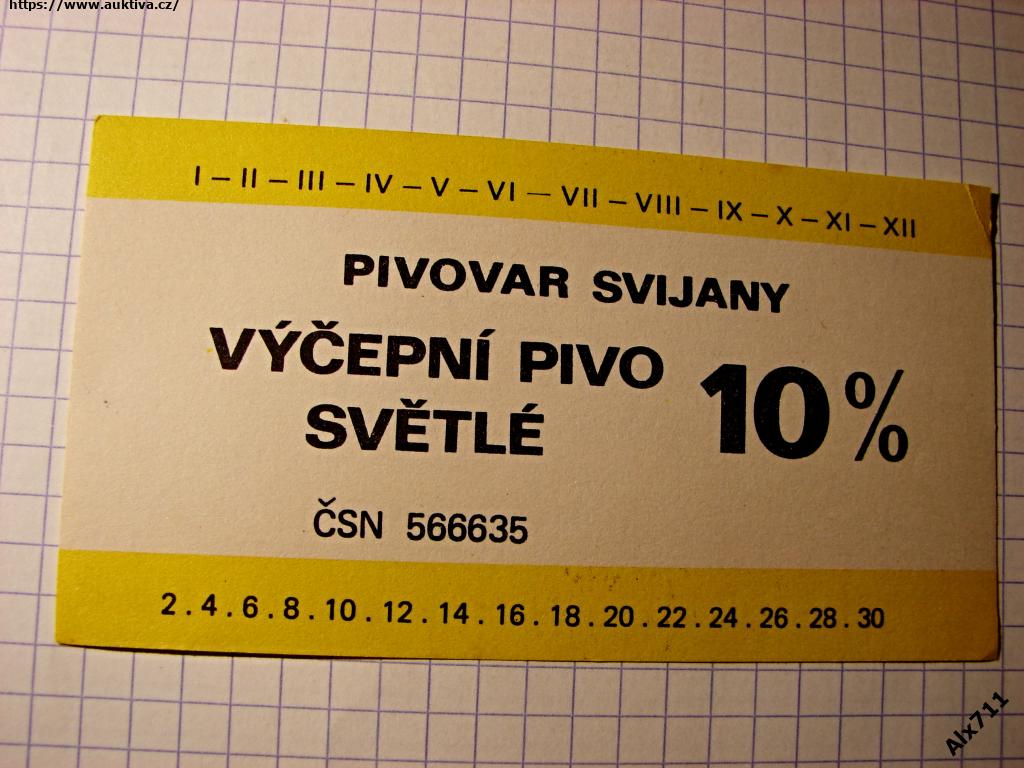 https://www.auktiva.cz/
I – II – III – IV – V – VI — VII – VIII – IX – X – XI – XII
PIVOVAR SVIJANY
VÝČEPNÍ PIVO 10%
SVĚTLÉ
ČSN 566635
2 . 4 . 6 . 8 . 10 . 12 . 14 . 16 . 18 . 20 . 22 . 24 . 26 . 28 . 30
Alx711